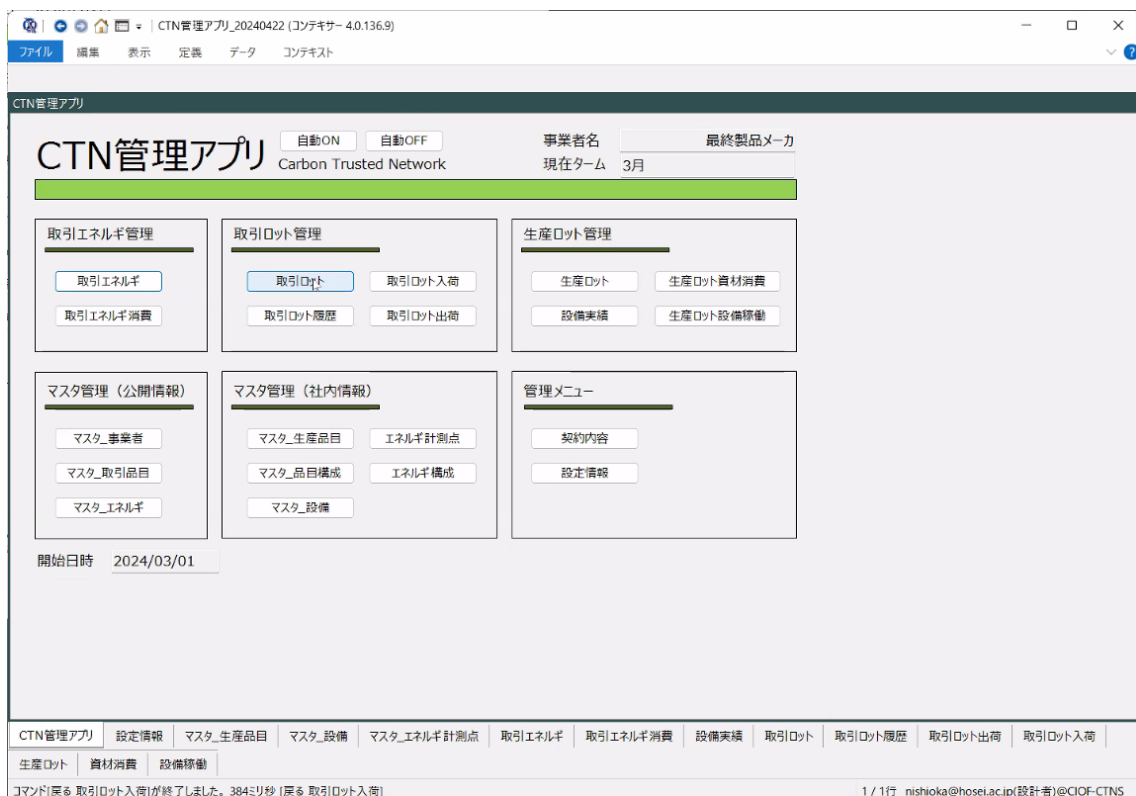 CTN管理アプリ_20240422 (コンテキサー 4.0.136.9)
ファイル 編集 表示 定義 データ コンテキスト
CTN管理アプリ
CTN管理アプリ 自動ON 自動OFF 事業者名 最終製品メーカ
Carbon Trusted Network 現在ターム 3月
取引エネルギ管理 取引ロット管理 生産ロット管理
取引エネルギ 取引ロット 取引ロット入荷 生産ロット 生産ロット資材消費
取引エネルギ消費 取引ロット履歴 取引ロット出荷 設備実績 生産ロット設備稼働
マスタ管理（公開情報） マスタ管理（社内情報） 管理メニュー
マスタ_事業者 マスタ_生産品目 エネルギ計測点 契約内容
マスタ_取引品目 マスタ_品目構成 エネルギ構成 設定情報
マスタ_エネルギ マスタ_設備
開始日時 2024/03/01
CTN管理アプリ 設定情報 マスタ_生産品目 マスタ_設備 マスタ_エネルギ計測点 取引エネルギ 取引エネルギ消費 設備実績 取引ロット 取引ロット履歴 取引ロット出荷 取引ロット入荷
生産ロット 資材消費 設備稼働
コマンド[戻る 取引ロット入荷]が終了しました。384ミリ秒 [戻る 取引ロット入荷] 1 / 1行 nishioka@hosei.ac.jp(設計者)@CIOF-CTNS